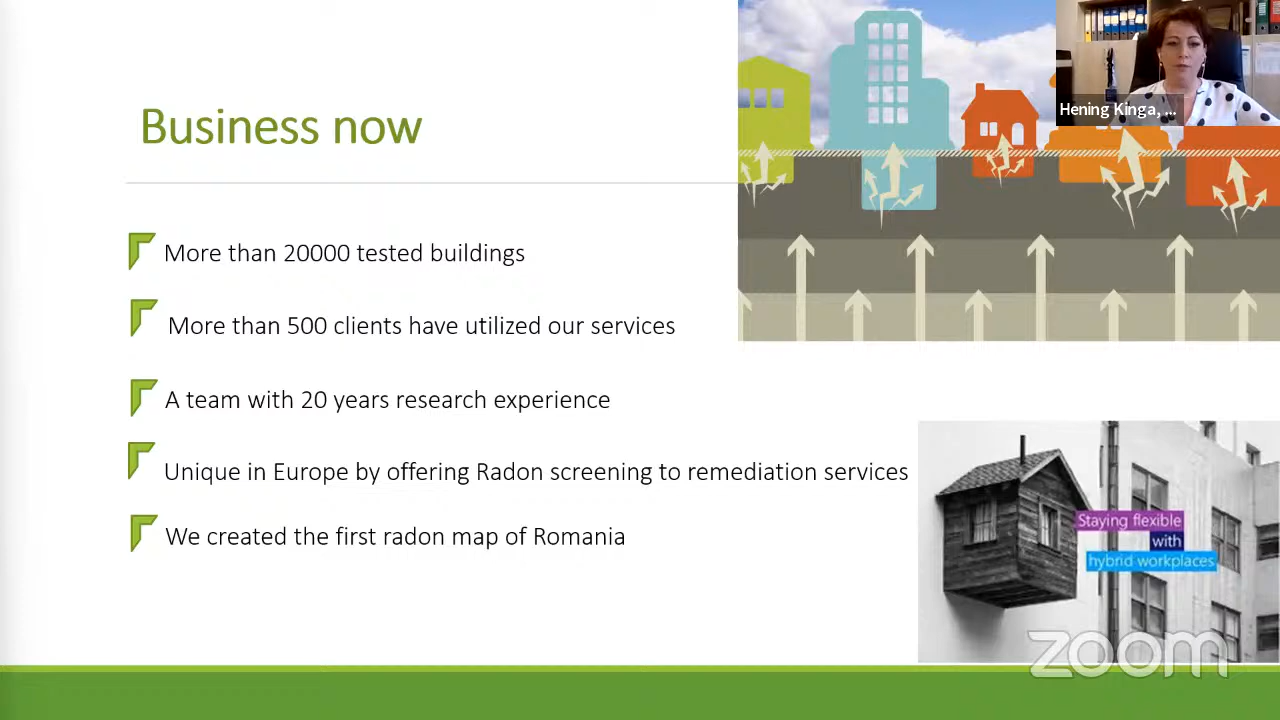 Business now
Hening Kinga, ...
More than 20000 tested buildings
More than 500 clients have utilized our services
A team with 20 years research experience
Unique in Europe by offering Radon screening to remediation services
We created the first radon map of Romania
Staying flexible
with
hybrid workplaces
zoom